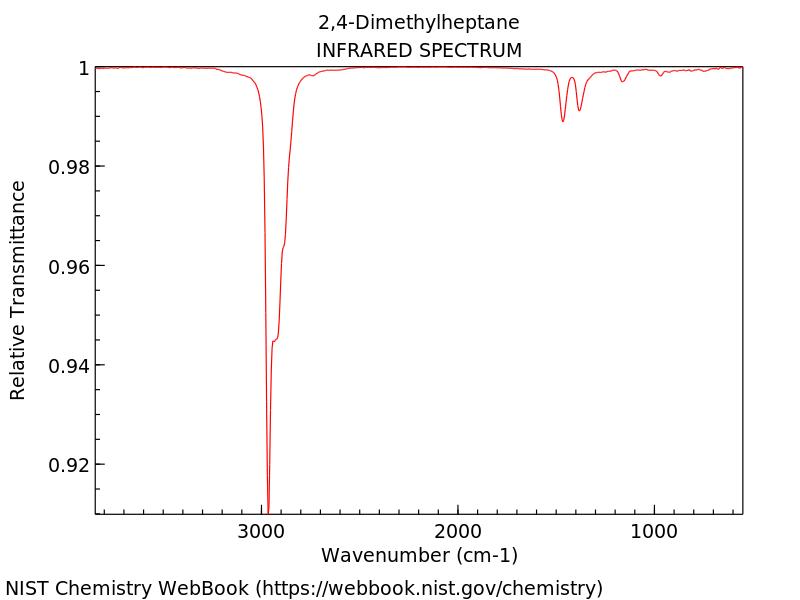 2,4-Dimethylheptane
INFRARED SPECTRUM
1
0.98
0.96
0.94
0.92
Relative Transmittance
3000
2000
1000
Wavenumber (cm-1)
NIST Chemistry WebBook (https://webbook.nist.gov/chemistry)